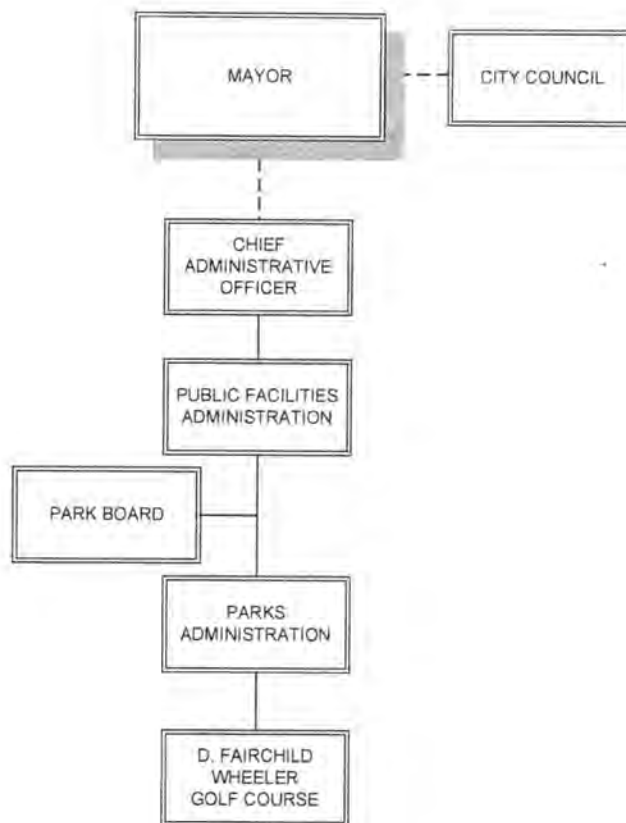 MAYOR
CITY COUNCIL
CHIEF
ADMINISTRATIVE
OFFICER
PUBLIC FACILITIES
ADMINISTRATION
PARK BOARD
PARKS
ADMINISTRATION
D. FAIRCHILD
WHEELER
GOLF COURSE